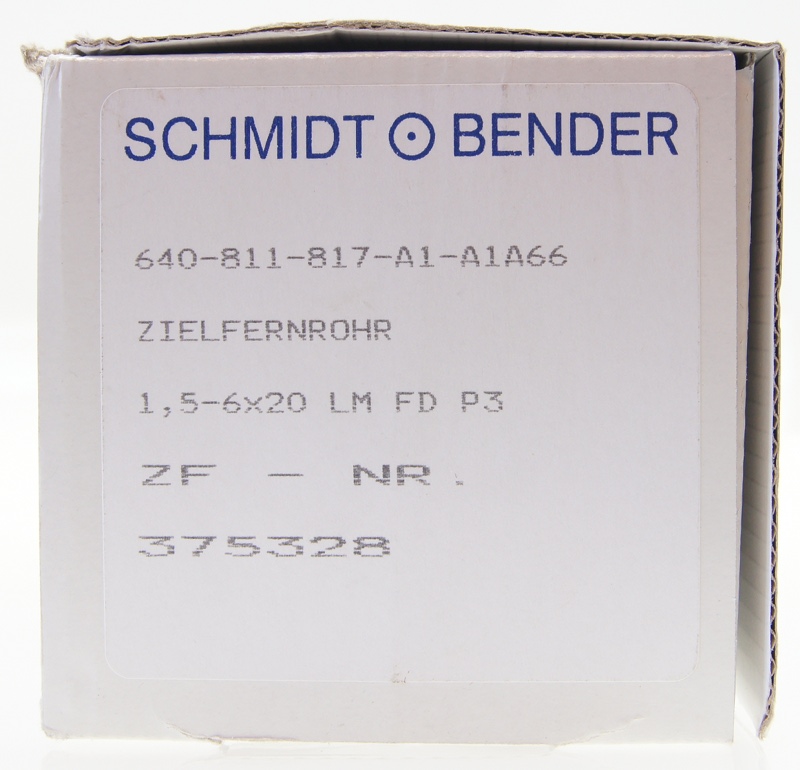 SCHMIDT BENDER
640-811-817-A1-A1A66
ZIELFERNROHR
1,5-6x20 LM FD P3
ZF - NR.
375328